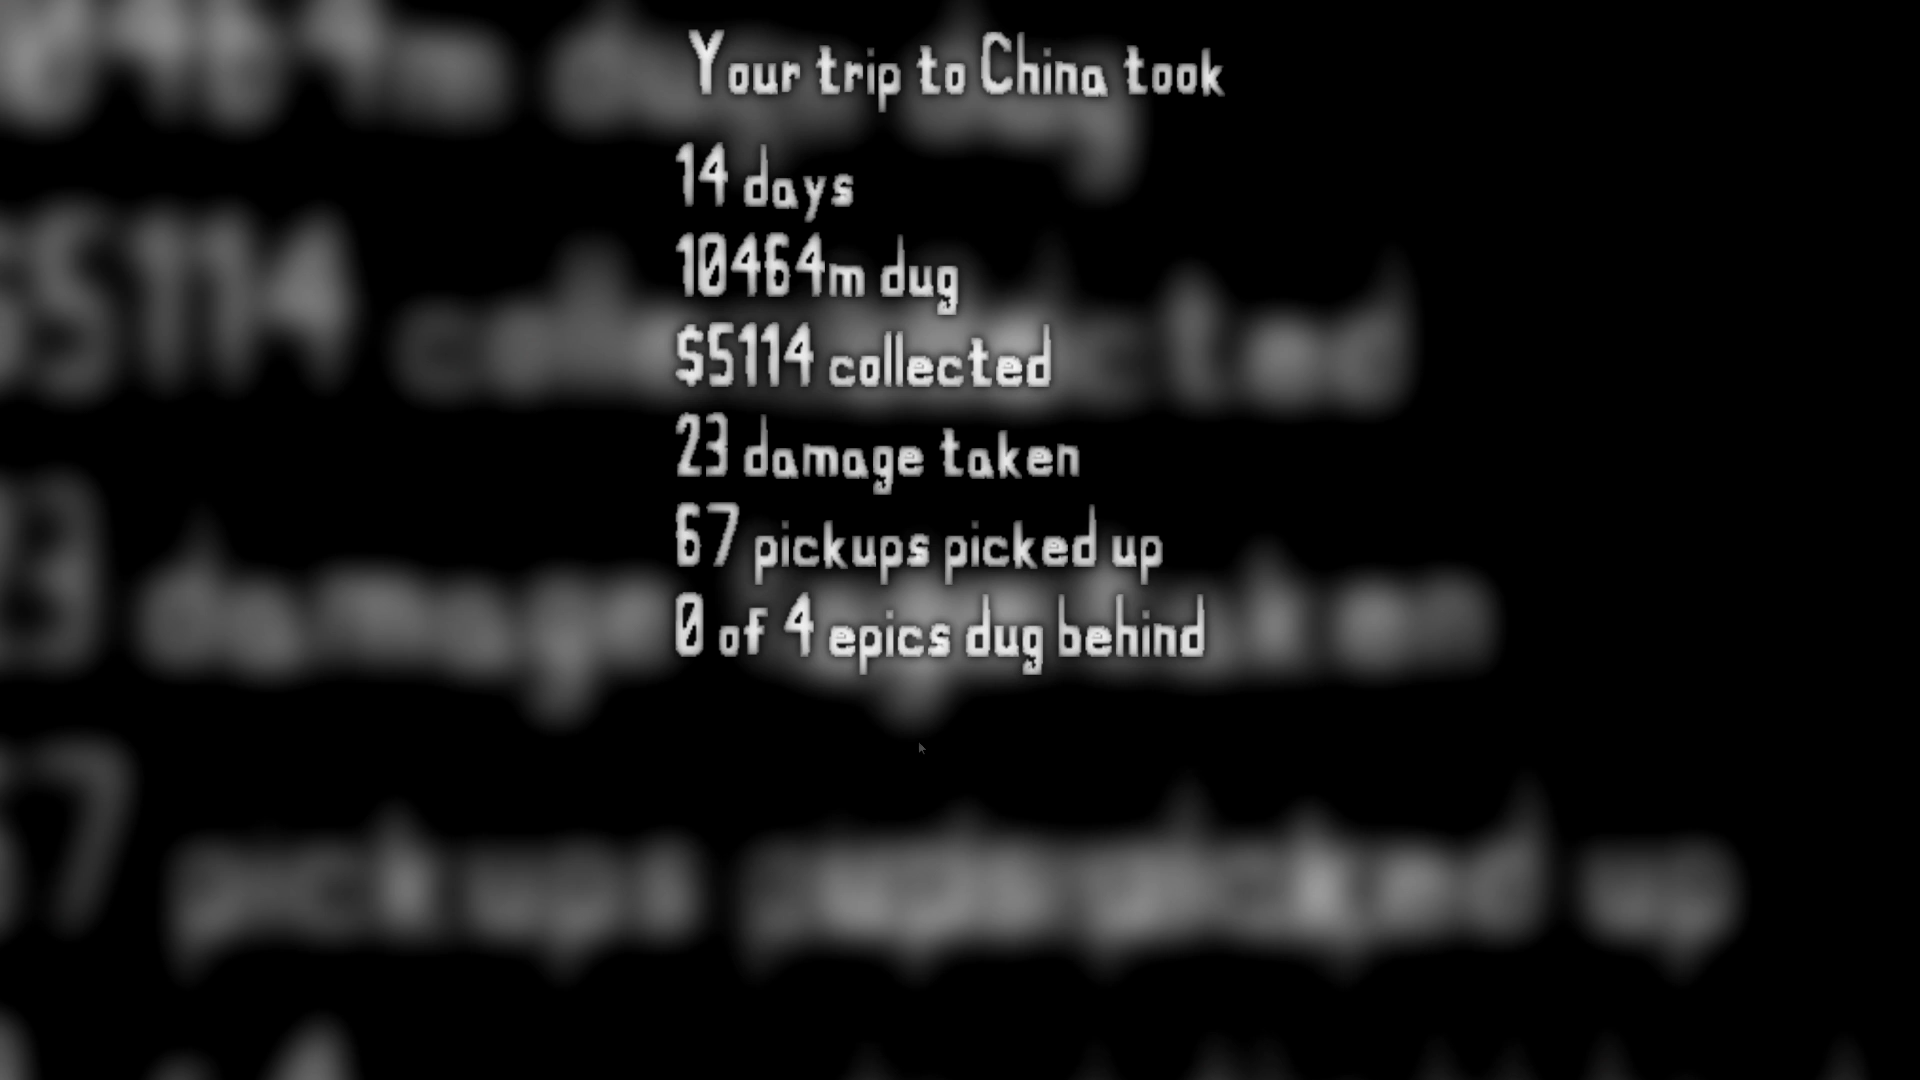 Your trip to China took
14 days
10464m dug
$5114 collected
23 damage taken
67 pickups picked up
0 of 4 epics dug behind